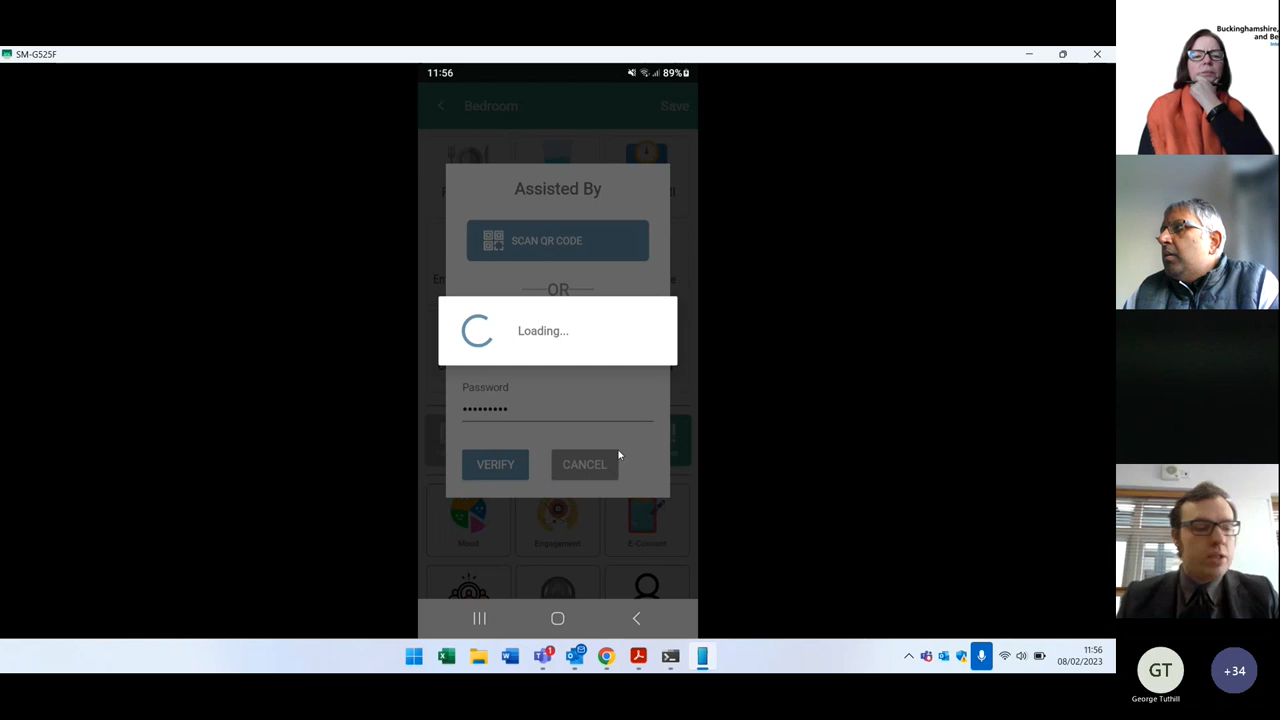 SM-G525F
11:56
89%
Bedroom
Save
Assisted By
SCAN QR CODE
OR
Loading...
Password
•••••••••
VERIFY
CANCEL
Mood
Engagement
E-Consent
11:56
08/02/2023
Buckinghamshire,
and Be
GT
+34
George Tuthill